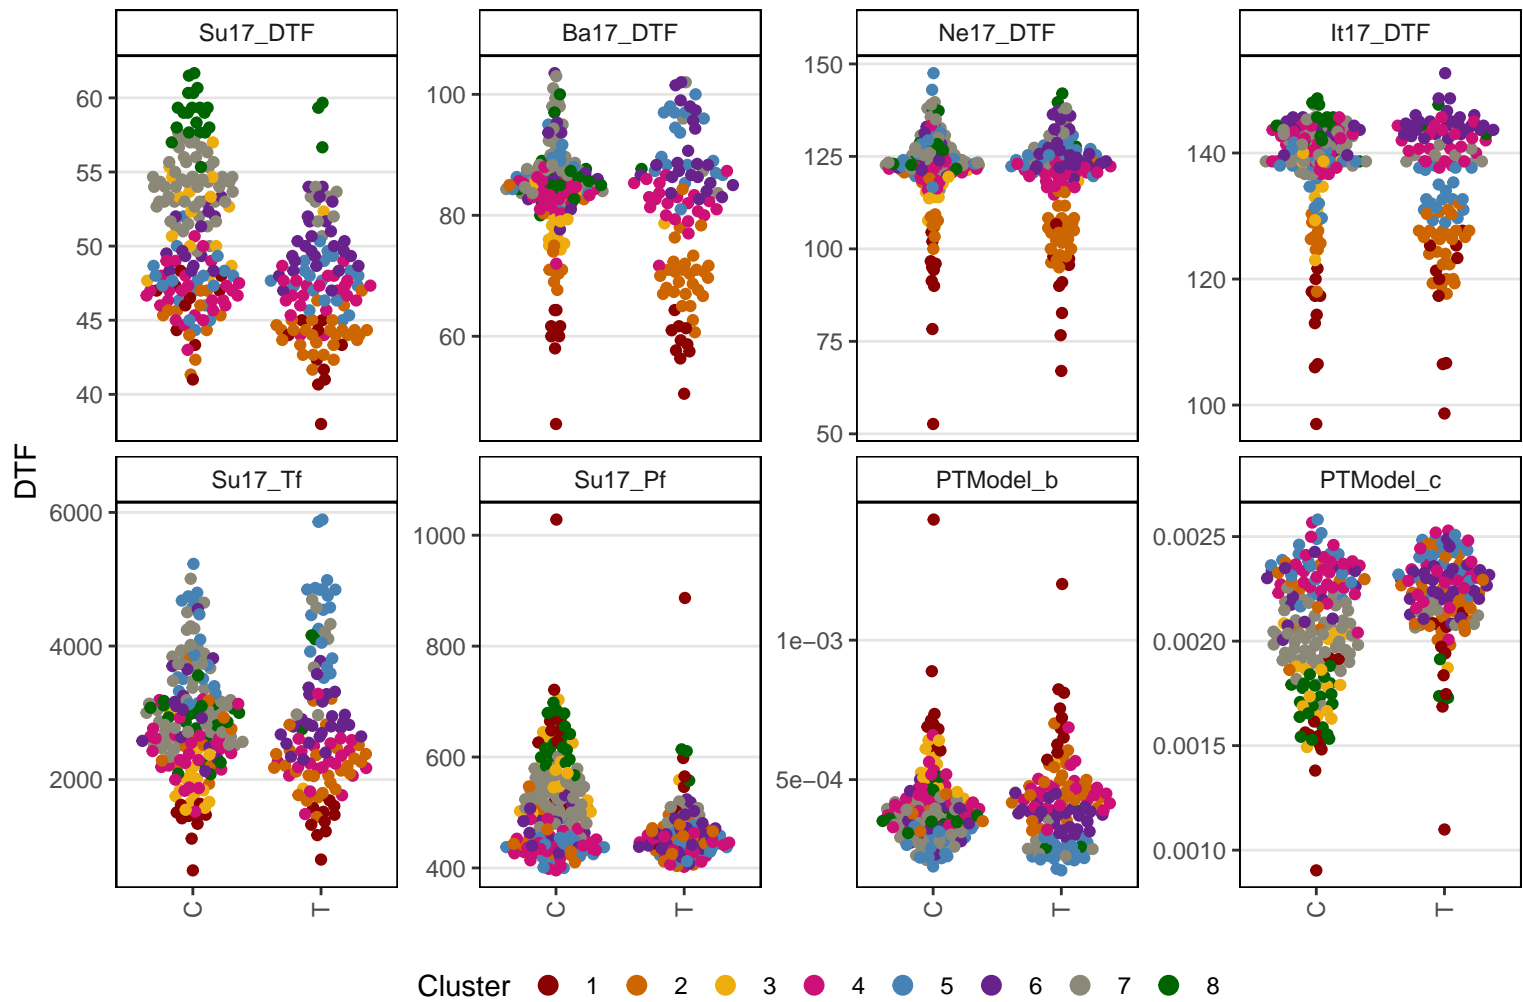 Su17_DTF
Ba17_DTF
Ne17_DTF
It17_DTF
60
55
50
45
40
100
80
60
150
125
100
75
50
140
120
100
DTF
Su17_Tf
Su17_Pf
PTModel_b
PTModel_c
6000
4000
2000
1000
800
600
400
1e−03
5e−04
0.0025
0.0020
0.0015
0.0010
C
T
C
T
C
T
C
T
Cluster 1 2 3 4 5 6 7 8